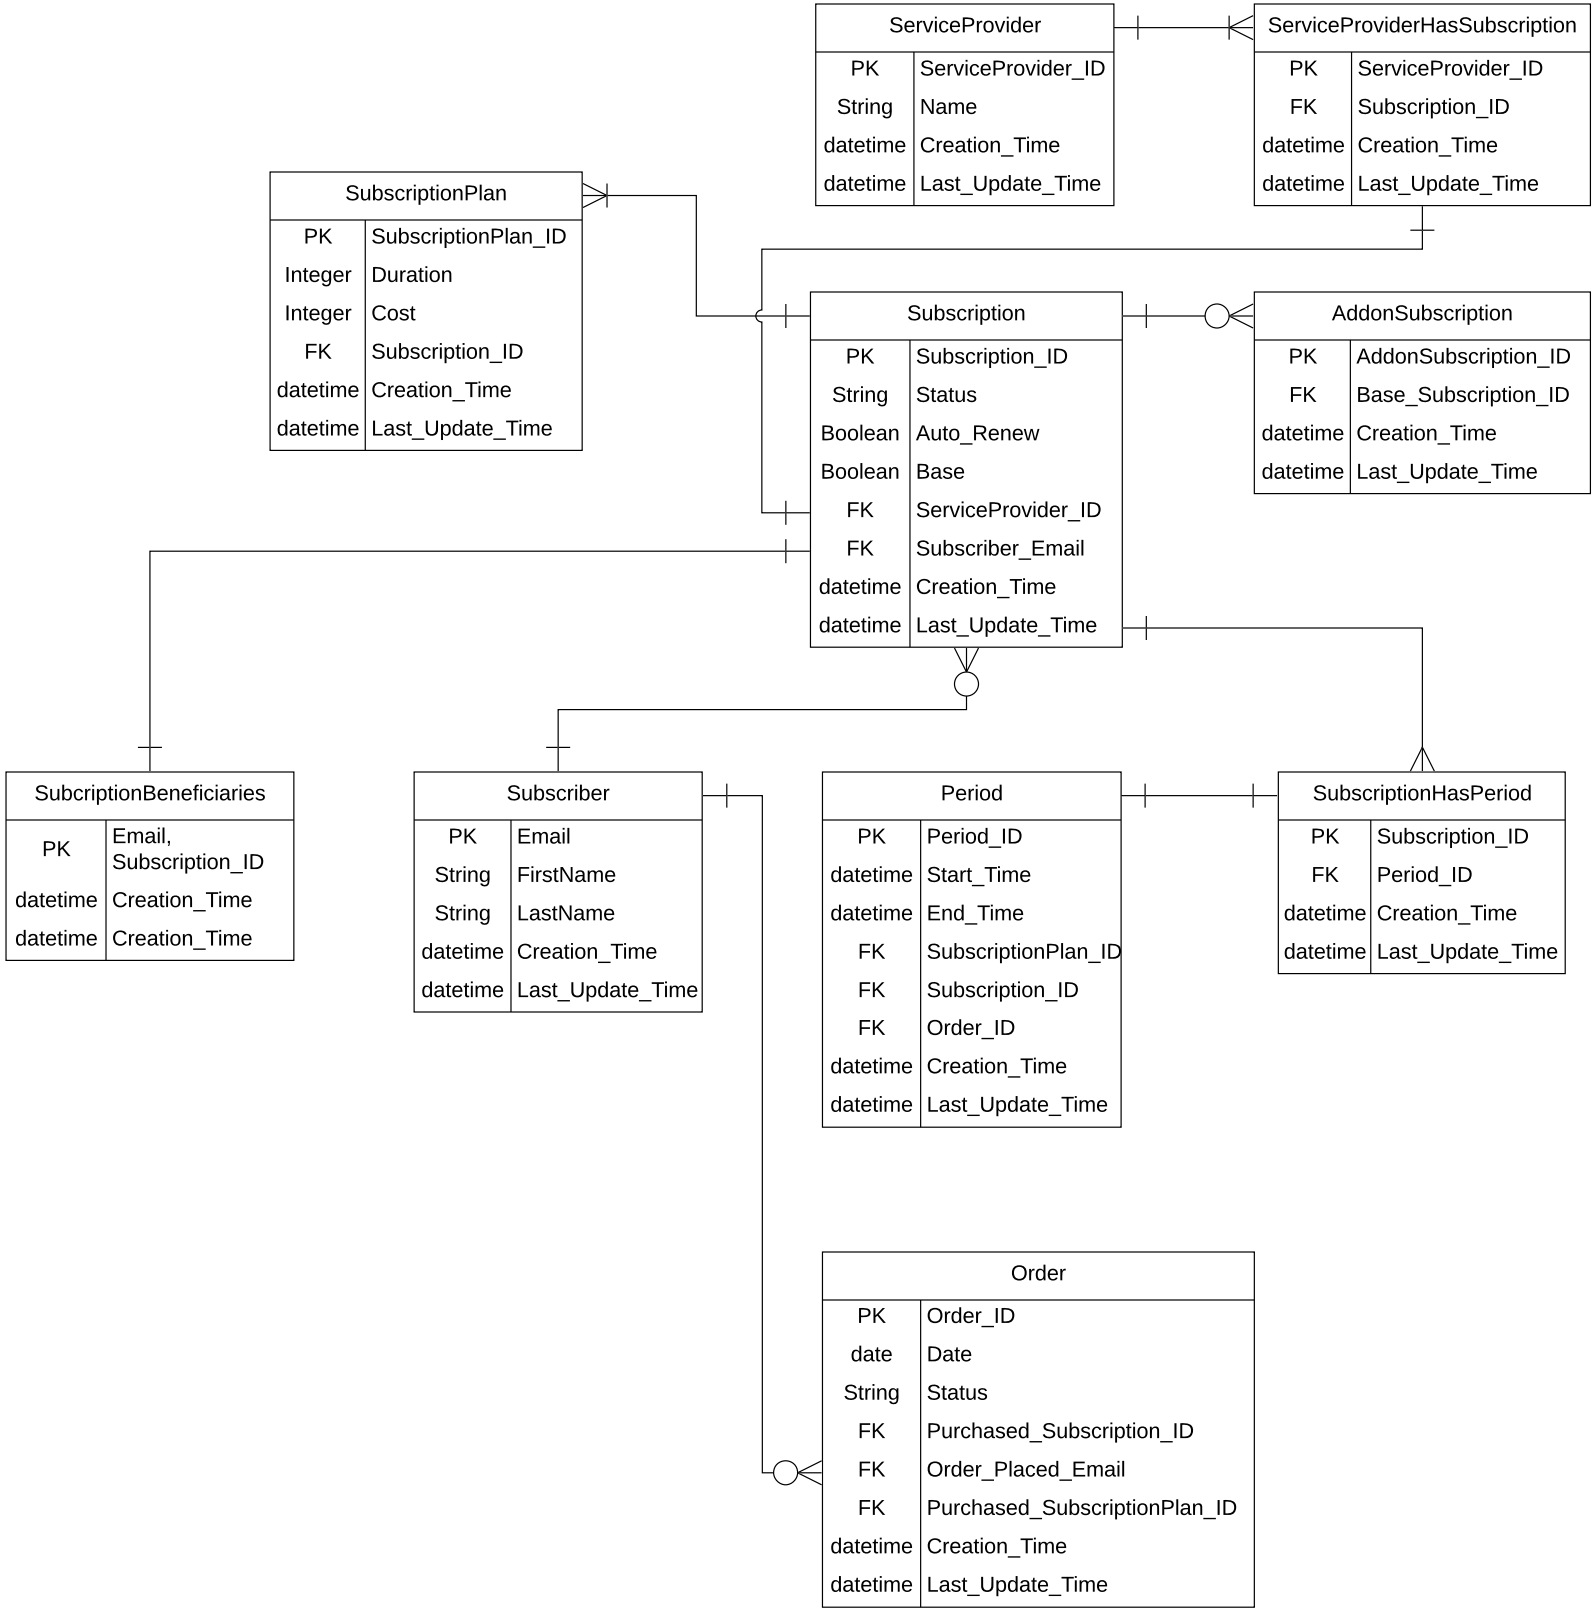 ServiceProvider
PK ServiceProvider_ID
String Name
datetime Creation_Time
datetime Last_Update_Time
ServiceProviderHasSubscription
PK ServiceProvider_ID
FK Subscription_ID
datetime Creation_Time
datetime Last_Update_Time
SubscriptionPlan
PK SubscriptionPlan_ID
Integer Duration
Integer Cost
FK Subscription_ID
datetime Creation_Time
datetime Last_Update_Time
Subscription
PK Subscription_ID
String Status
Boolean Auto_Renew
Boolean Base
FK ServiceProvider_ID
FK Subscriber_Email
datetime Creation_Time
datetime Last_Update_Time
AddonSubscription
PK AddonSubscription_ID
FK Base_Subscription_ID
datetime Creation_Time
datetime Last_Update_Time
SubcriptionBeneficiaries
PK Email,
Subscription_ID
datetime Creation_Time
datetime Creation_Time
Subscriber
PK Email
String FirstName
String LastName
datetime Creation_Time
datetime Last_Update_Time
Period
PK Period_ID
datetime Start_Time
datetime End_Time
FK SubscriptionPlan_ID
FK Subscription_ID
FK Order_ID
datetime Creation_Time
datetime Last_Update_Time
SubscriptionHasPeriod
PK Subscription_ID
FK Period_ID
datetime Creation_Time
datetime Last_Update_Time
Order
PK Order_ID
date Date
String Status
FK Purchased_Subscription_ID
FK Order_Placed_Email
FK Purchased_SubscriptionPlan_ID
datetime Creation_Time
datetime Last_Update_Time